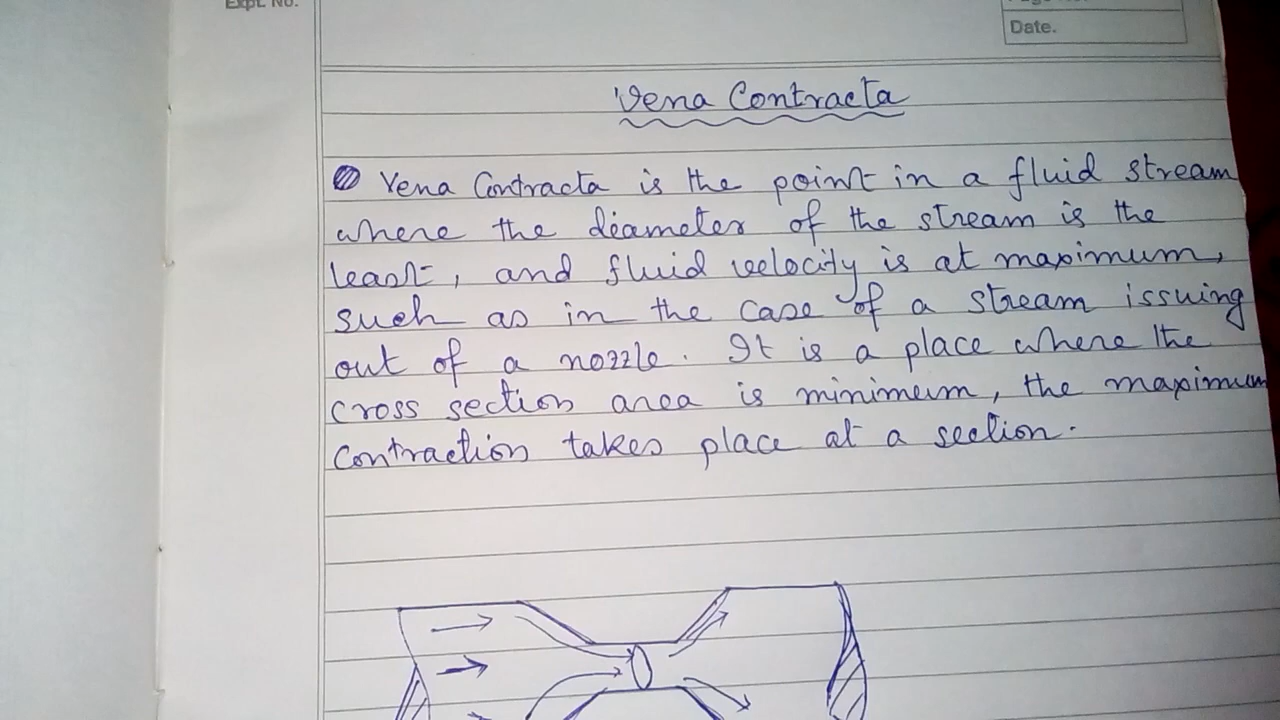 Expt. No.
Date.
Vena Contracta
Vena Contracta is the point in a fluid stream
where the diameter of the stream is the
least, and fluid velocity is at maximum,
such as in the case of a stream issuing
out of a nozzle. It is a place where the
cross section area is minimum, the maximum
contraction takes place at a section.